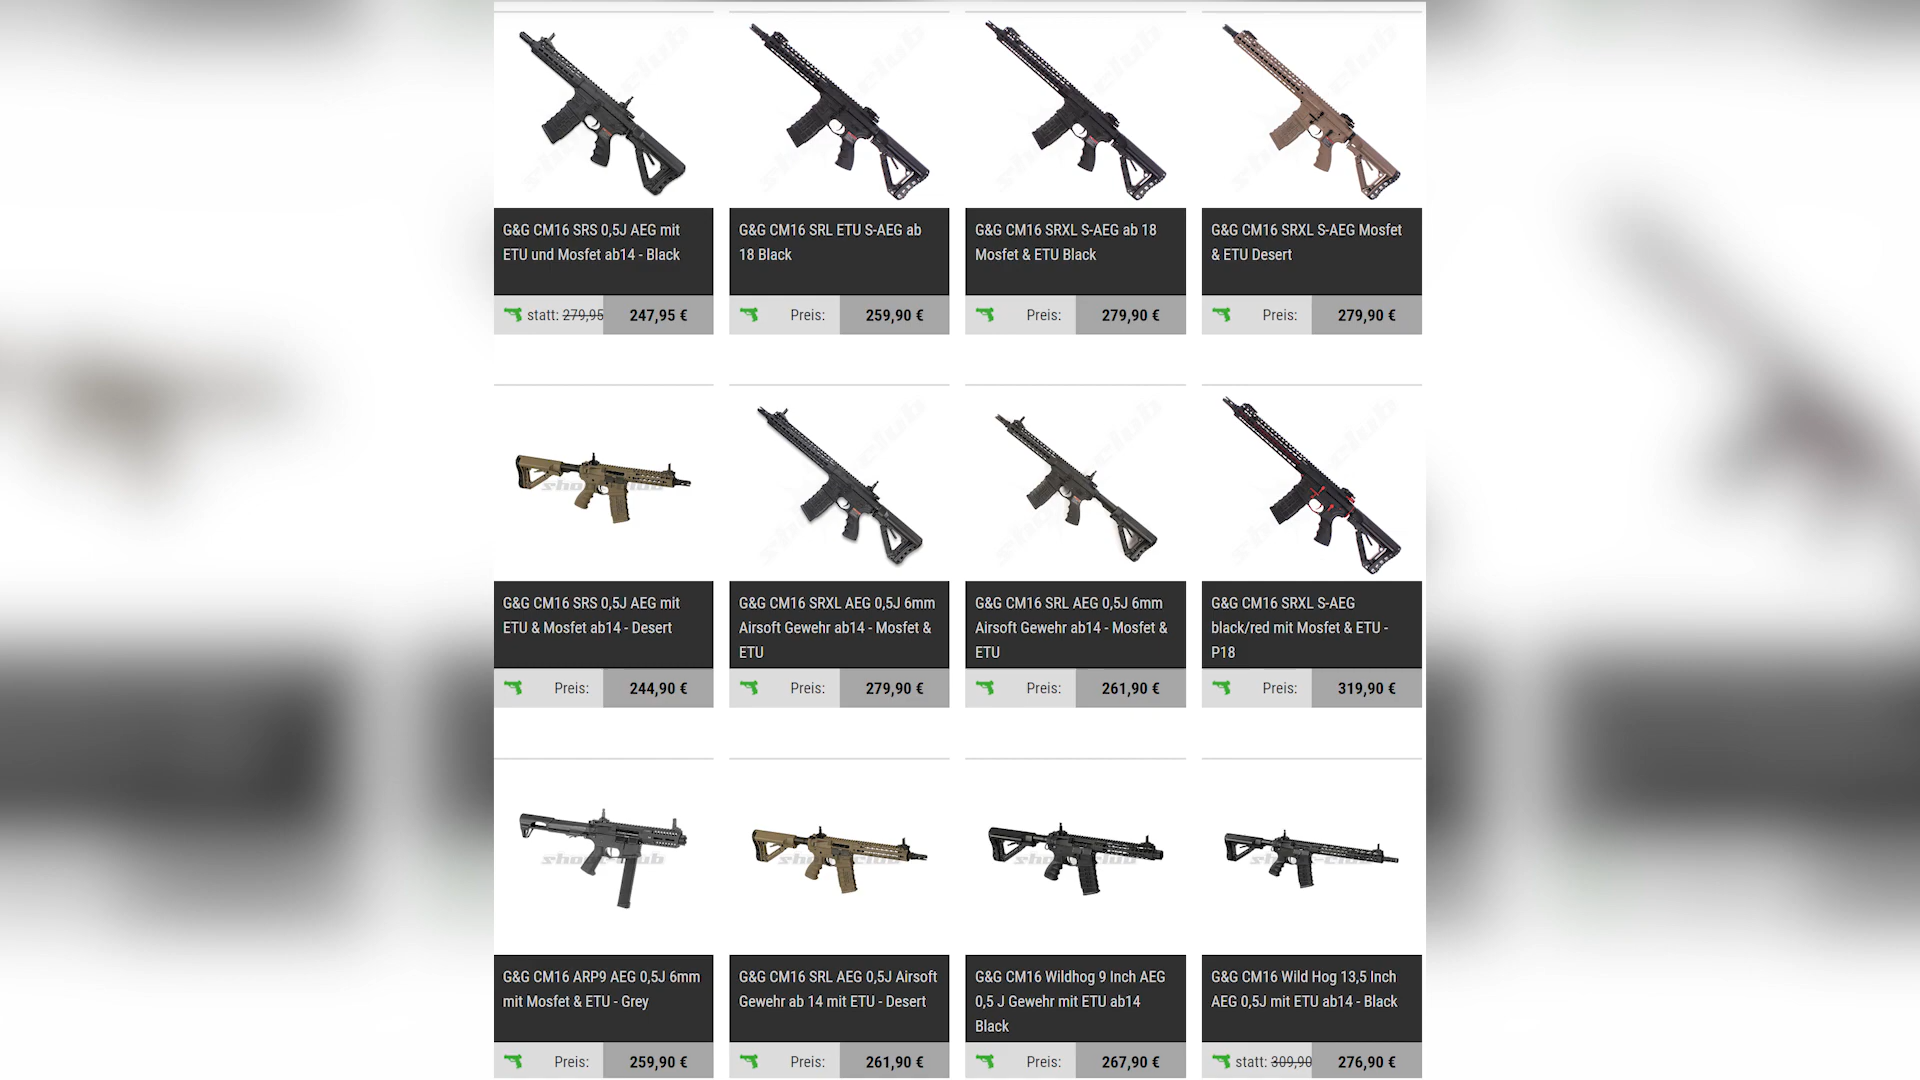 G&G CM16 SRS 0,5J AEG mit
ETU und Mosfet ab14 - Black
statt: 279,95
247,95 €
G&G CM16 SRL ETU S-AEG ab
18 Black
Preis:
259,90 €
G&G CM16 SRXL S-AEG ab 18
Mosfet & ETU Black
Preis:
279,90 €
G&G CM16 SRXL S-AEG Mosfet
& ETU Desert
Preis:
279,90 €
G&G CM16 SRS 0,5J AEG mit
ETU & Mosfet ab14 - Desert
Preis:
244,90 €
G&G CM16 SRXL AEG 0,5J 6mm
Airsoft Gewehr ab14 - Mosfet &
ETU
Preis:
279,90 €
G&G CM16 SRL AEG 0,5J 6mm
Airsoft Gewehr ab14 - Mosfet &
ETU
Preis:
261,90 €
G&G CM16 SRXL S-AEG
black/red mit Mosfet & ETU -
P18
Preis:
319,90 €
G&G CM16 ARP9 AEG 0,5J 6mm
mit Mosfet & ETU - Grey
Preis:
259,90 €
G&G CM16 SRL AEG 0,5J Airsoft
Gewehr ab 14 mit ETU - Desert
Preis:
261,90 €
G&G CM16 Wildhog 9 Inch AEG
0,5 J Gewehr mit ETU ab14
Black
Preis:
267,90 €
G&G CM16 Wild Hog 13,5 Inch
AEG 0,5J mit ETU ab14 - Black
statt: 309,90
276,90 €